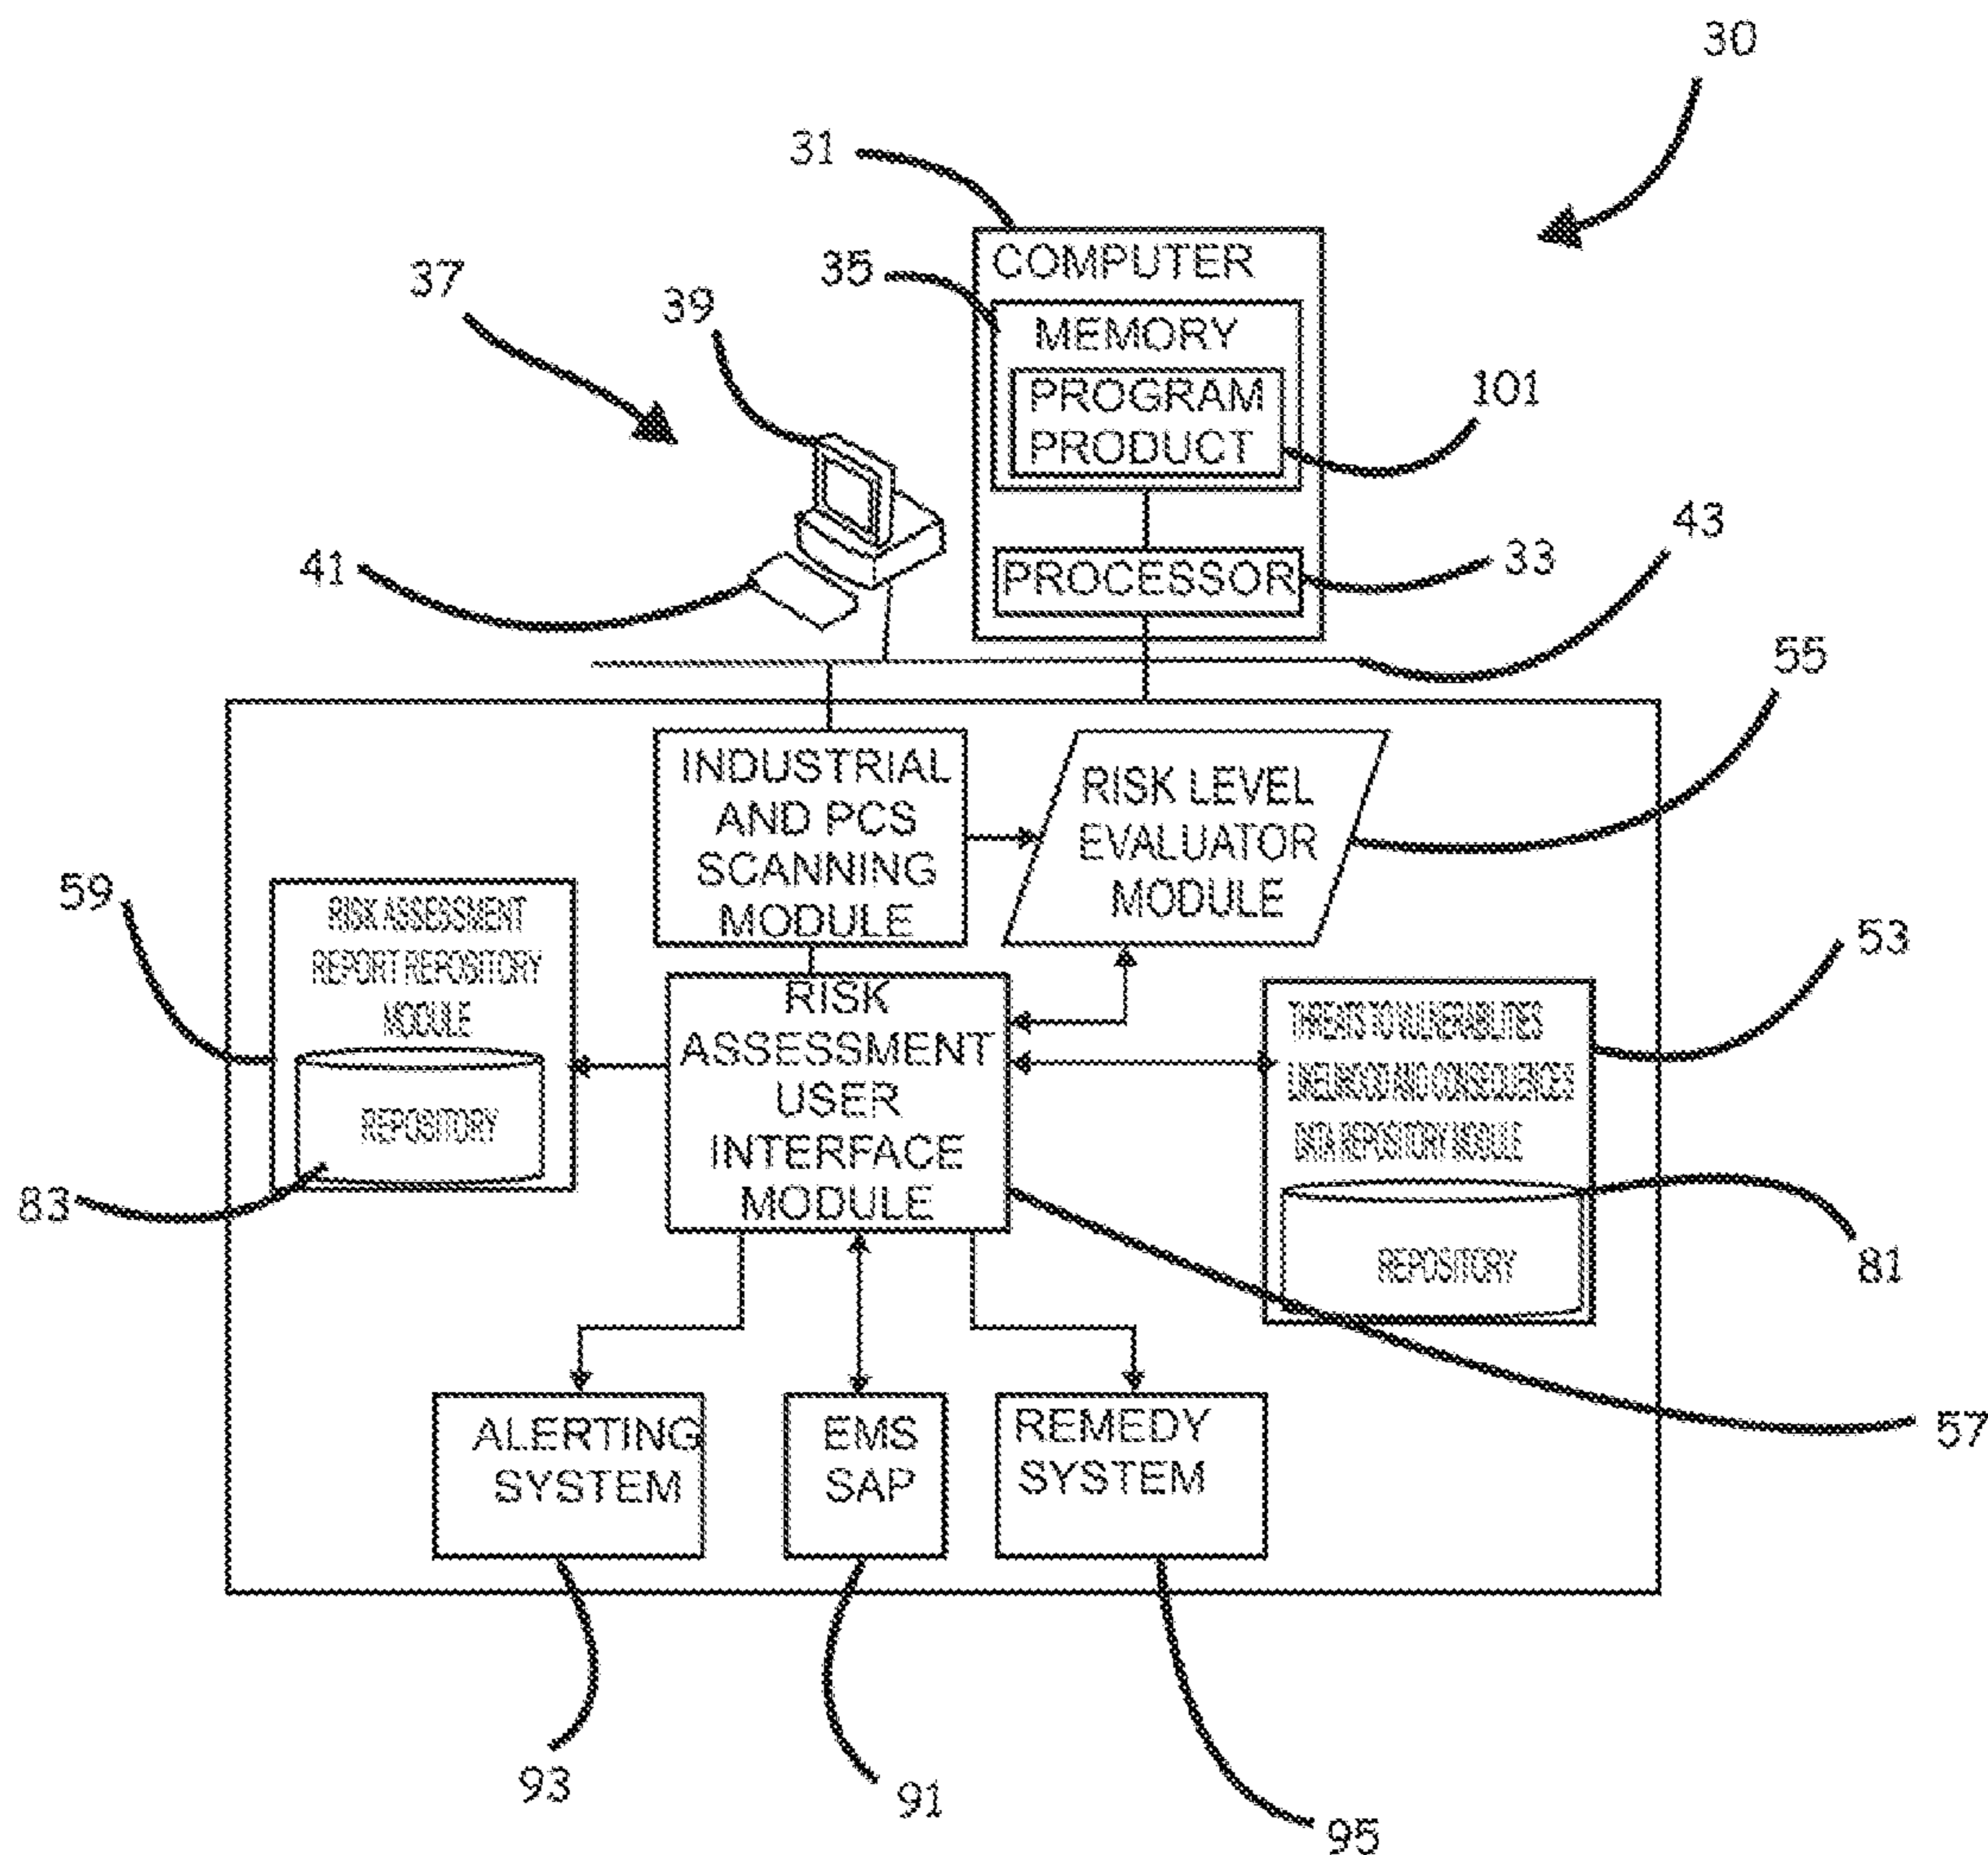 30
31
COMPUTER
35
37
39
MEMORY
PROGRAM
PRODUCT
101
43
41
PROCESSOR
33
55
INDUSTRIAL
AND PCS
SCANNING
MODULE
RISK LEVEL
EVALUATOR
MODULE
59
RISK ASSESSMENT
REPORT REPOSITORY
MODULE
REPOSITORY
83
RISK
ASSESSMENT
USER
INTERFACE
MODULE
53
THREATS TO VULNERABILITIES
LIKELIHOOD AND CONSEQUENCES
DATA REPOSITORY MODULE
REPOSITORY
81
57
ALERTING
SYSTEM
EMS
SAP
REMEDY
SYSTEM
93
91
95